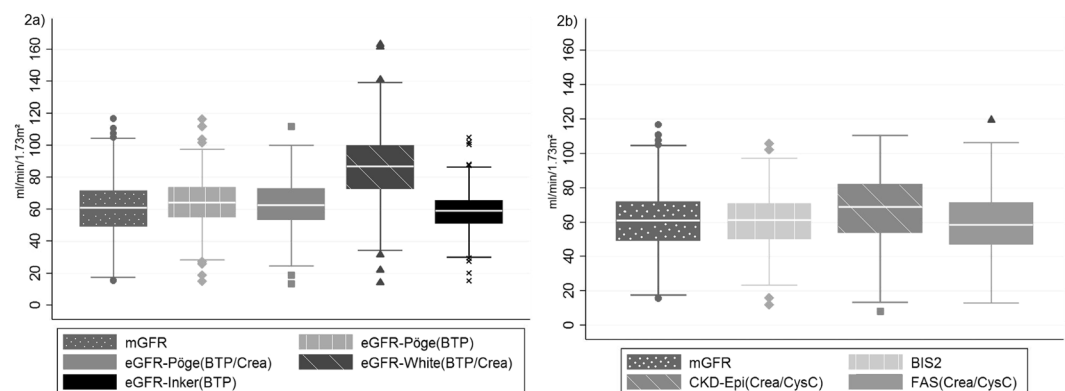 2a)
ml/min/1.73m²
160
140
120
100
80
60
40
20
0
mGFR
eGFR-Pöge(BTP)
eGFR-Pöge(BTP/Crea)
eGFR-White(BTP/Crea)
eGFR-Inker(BTP)
2b)
ml/min/1.73m²
160
140
120
100
80
60
40
20
0
mGFR
BIS2
CKD-Epi(Crea/CysC)
FAS(Crea/CysC)